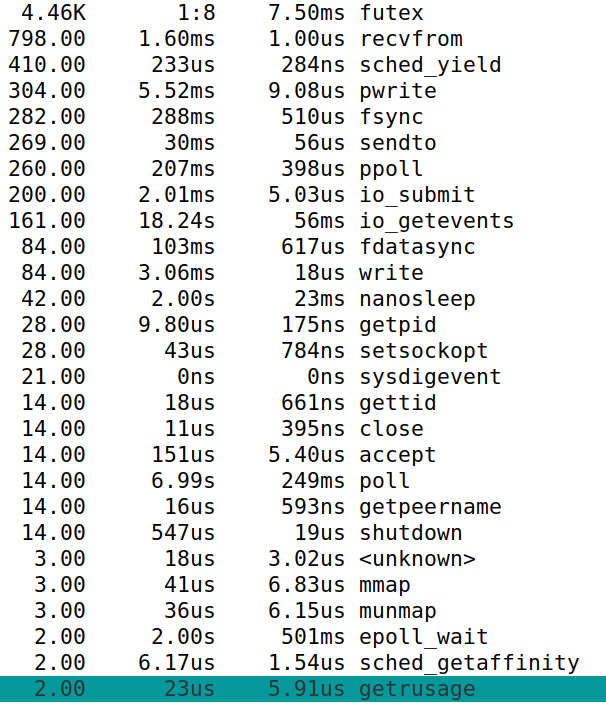 4.46K 1:8 7.50ms futex
798.00 1.60ms 1.00us recvfrom
410.00 233us 284ns sched_yield
304.00 5.52ms 9.08us pwrite
282.00 288ms 510us fsync
269.00 30ms 56us sendto
260.00 207ms 398us ppoll
200.00 2.01ms 5.03us io_submit
161.00 18.24s 56ms io_getevents
84.00 103ms 617us fdatasync
84.00 3.06ms 18us write
42.00 2.00s 23ms nanosleep
28.00 9.80us 175ns getpid
28.00 43us 784ns setsockopt
21.00 0ns 0ns sysdigevent
14.00 18us 661ns gettid
14.00 11us 395ns close
14.00 151us 5.40us accept
14.00 6.99s 249ms poll
14.00 16us 593ns getpeername
14.00 547us 19us shutdown
3.00 18us 3.02us <unknown>
3.00 41us 6.83us mmap
3.00 36us 6.15us munmap
2.00 2.00s 501ms epoll_wait
2.00 6.17us 1.54us sched_getaffinity
2.00 23us 5.91us getrusage